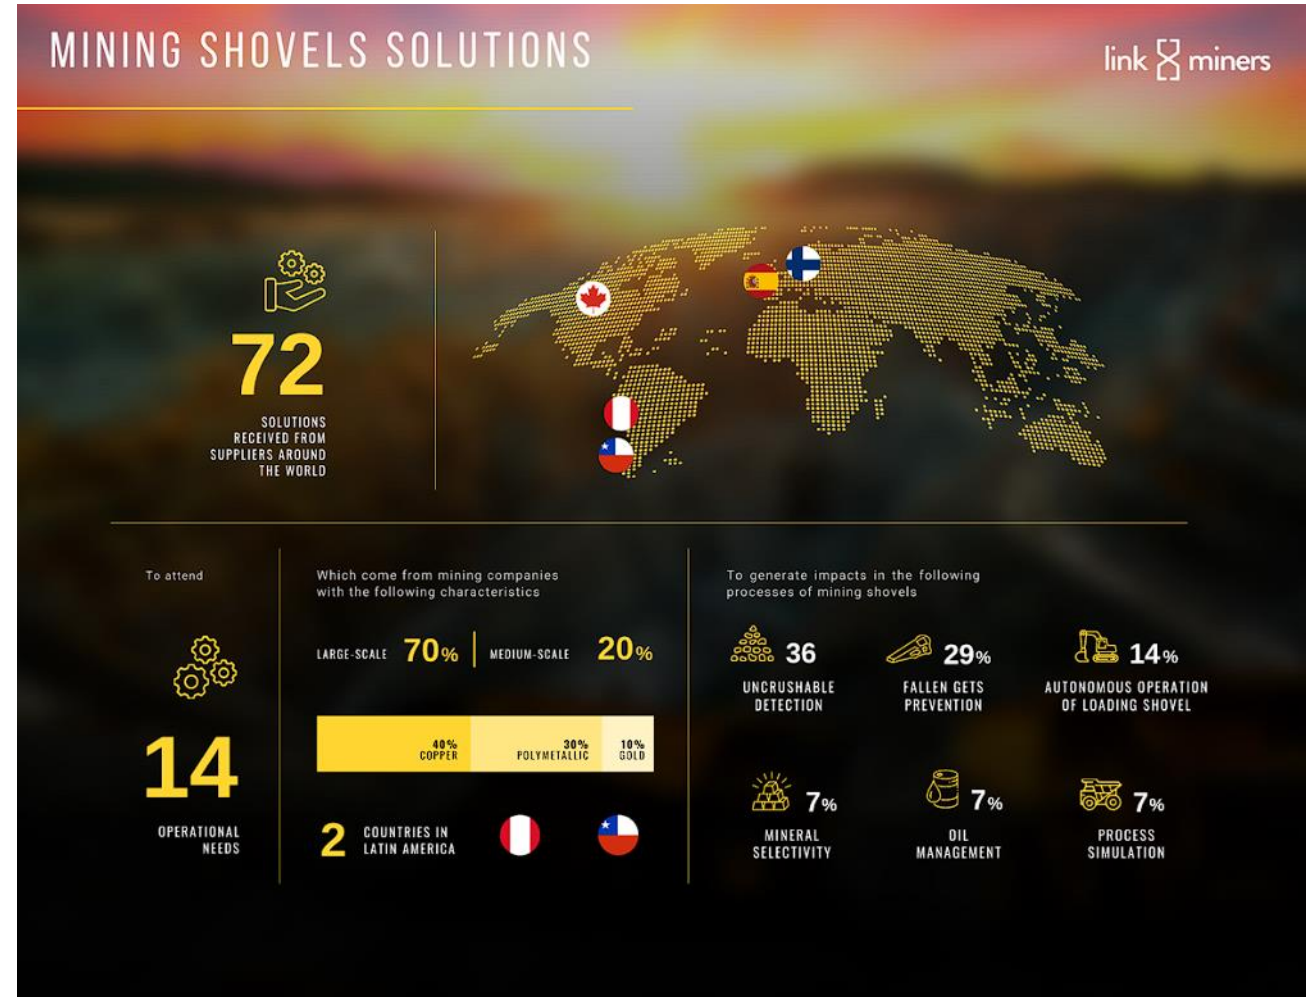 MINING SHOVELS SOLUTIONS
link miners
72
SOLUTIONS
RECEIVED FROM
SUPPLIERS AROUND
THE WORLD
To attend
14
OPERATIONAL
NEEDS
Which come from mining companies
with the following characteristics
LARGE-SCALE 70% MEDIUM-SCALE 20%
40%
COPPER
30%
POLYMETALLIC
10%
GOLD
2 COUNTRIES IN
LATIN AMERICA
To generate impacts in the following
processes of mining shovels
36
UNCRUSHABLE
DETECTION
29%
FALLEN GETS
PREVENTION
14%
AUTONOMOUS OPERATION
OF LOADING SHOVEL
7%
MINERAL
SELECTIVITY
7%
OIL
MANAGEMENT
7%
PROCESS
SIMULATION